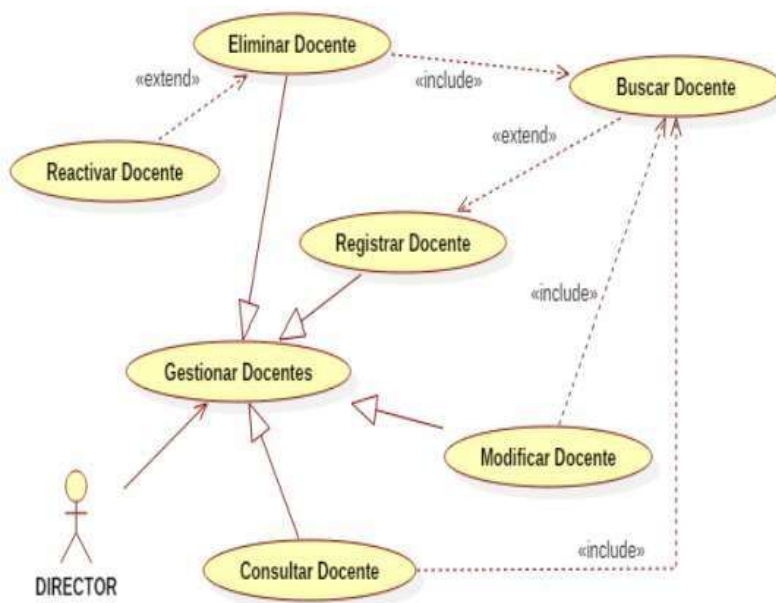 Eliminar Docente
«extend»
«include»
Buscar Docente
«extend»
Reactivar Docente
Registrar Docente
«include»
Gestionar Docentes
Modificar Docente
«include»
Consultar Docente
DIRECTOR